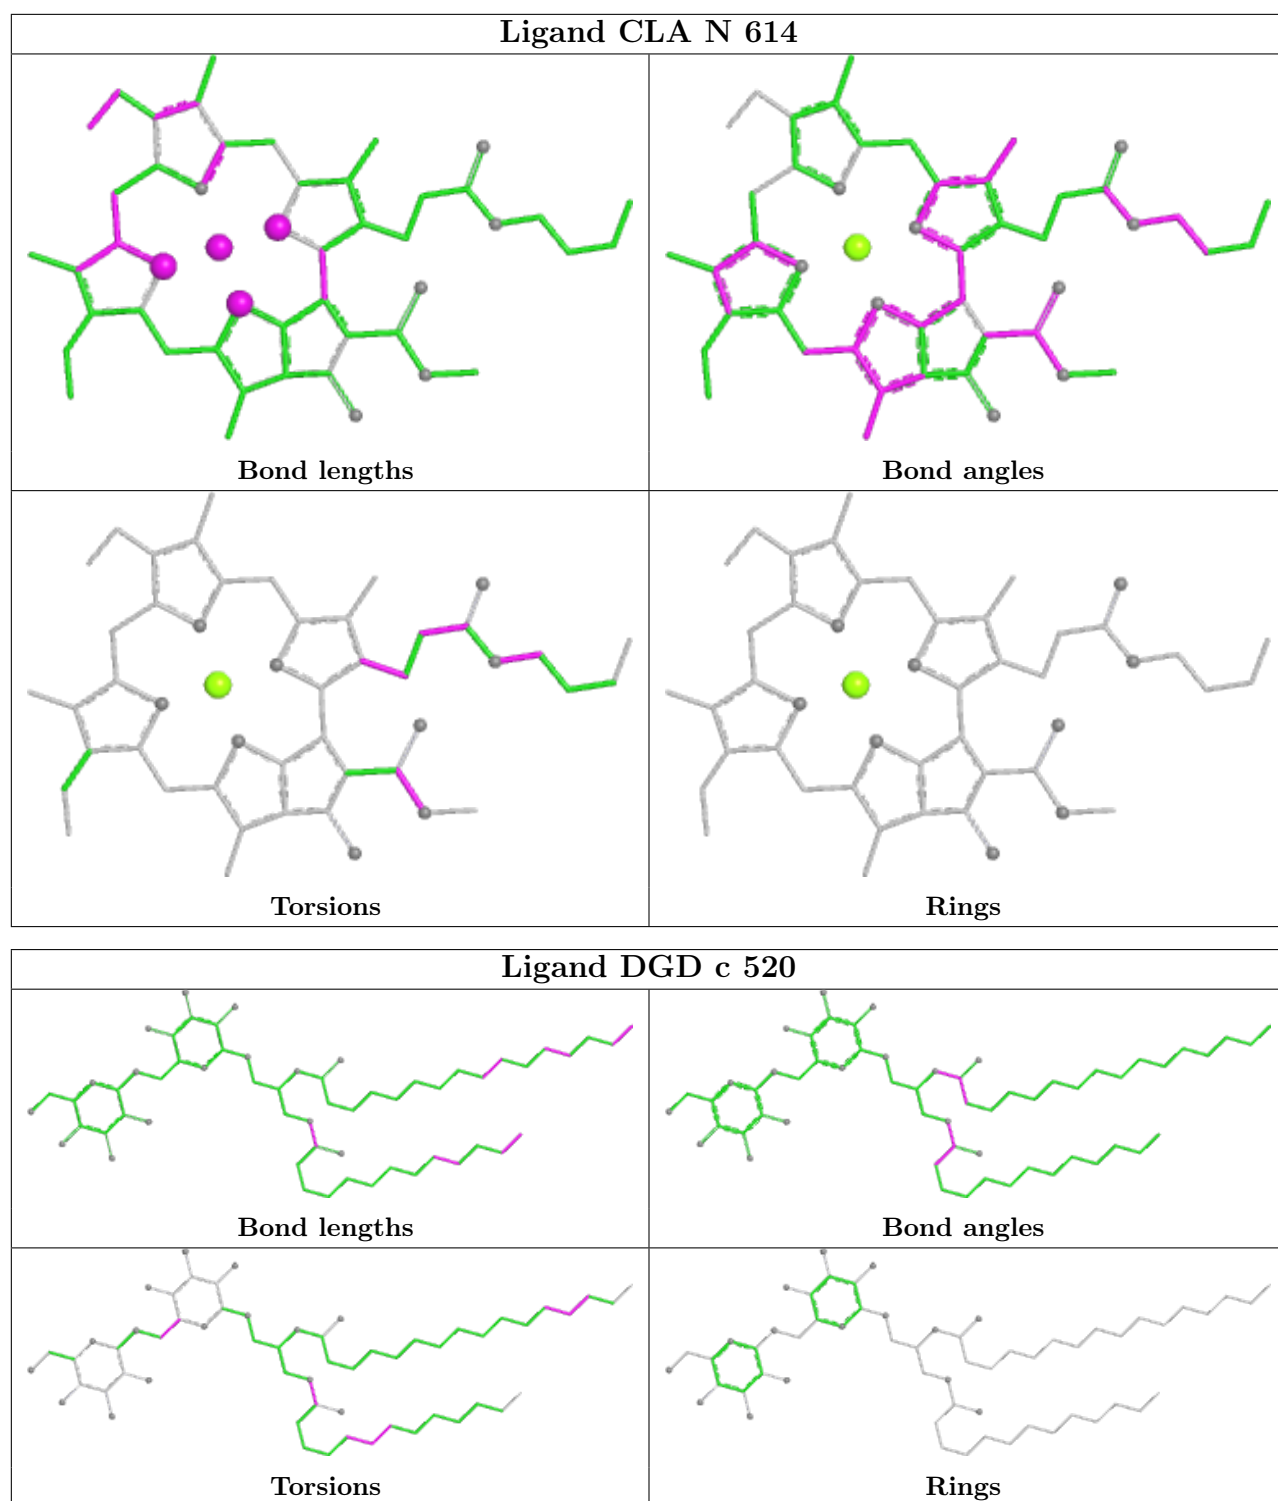 Ligand CLA N 614
Bond lengths
Bond angles
Torsions
Rings
Ligand DGD c 520
Bond lengths
Bond angles
Torsions
Rings